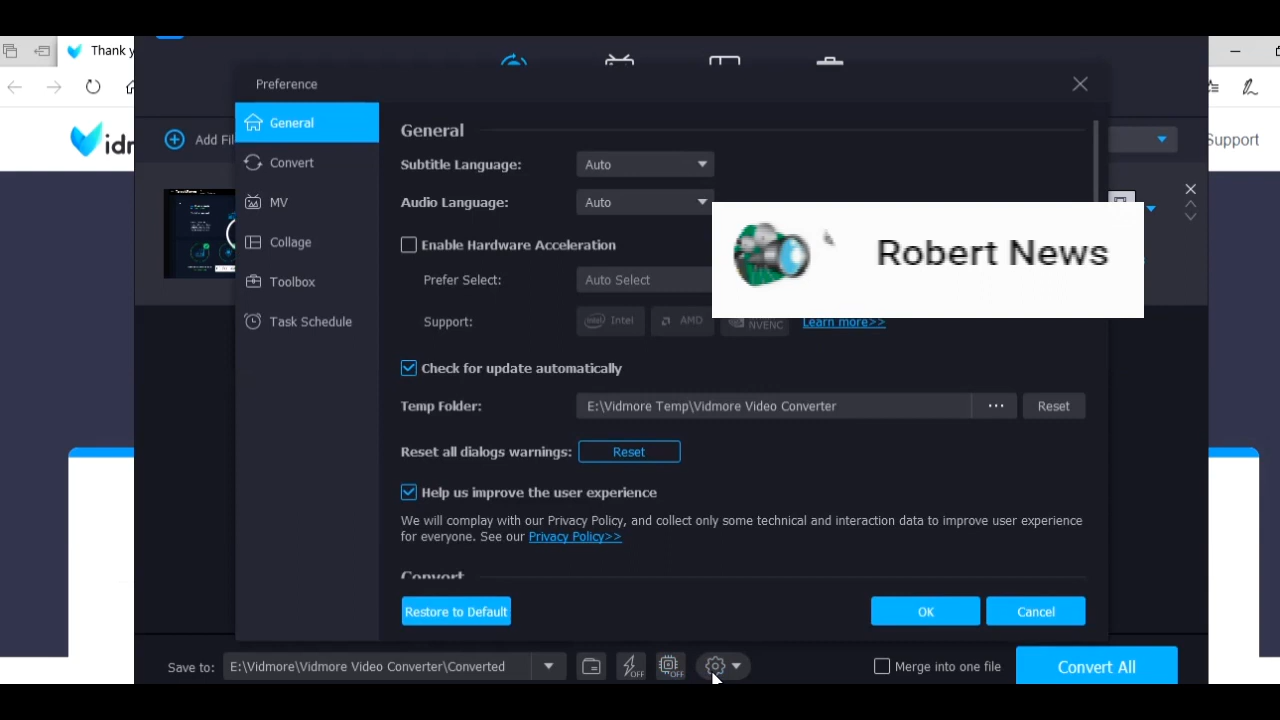 Thank y
Preference
idm
Add Fil
Support
General
Convert
MV
Collage
Toolbox
Task Schedule
General
Subtitle Language:
Auto
Audio Language:
Auto
Enable Hardware Acceleration
Prefer Select:
Auto Select
Robert News
Support:
Intel
AMD
NVENC
Learn more>>
Check for update automatically
Temp Folder:
E:\Vidmore Temp\Vidmore Video Converter
...
Reset
Reset all dialogs warnings:
Reset
Help us improve the user experience
We will complay with our Privacy Policy, and collect only some technical and interaction data to improve user experience
for everyone. See our Privacy Policy>>
Convert
Restore to Default
OK
Cancel
Save to:
E:\Vidmore\Vidmore Video Converter\Converted
OFF
OFF
Merge into one file
Convert All